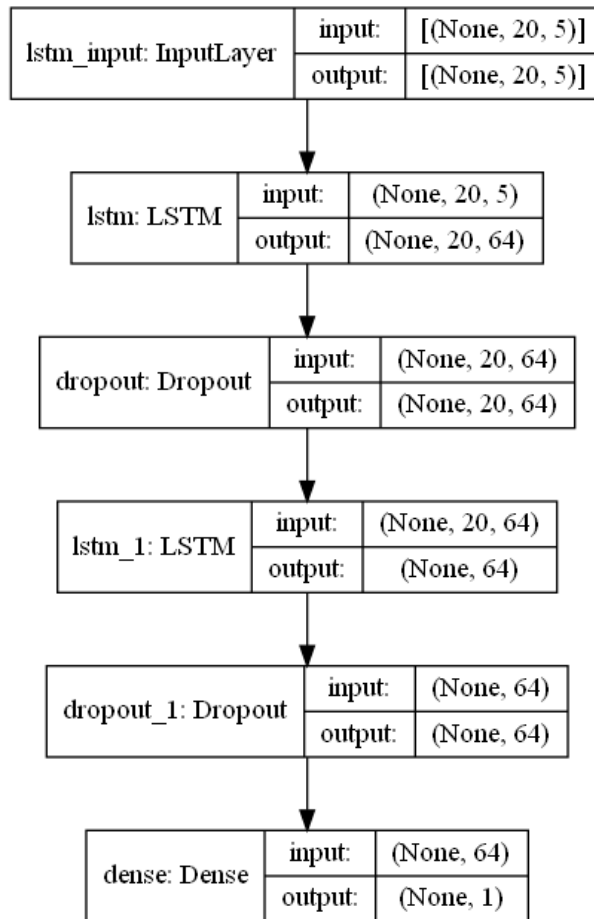 lstm_input: InputLayer
input: [(None, 20, 5)]
output: [(None, 20, 5)]
lstm: LSTM
input: (None, 20, 5)
output: (None, 20, 64)
dropout: Dropout
input: (None, 20, 64)
output: (None, 20, 64)
lstm_1: LSTM
input: (None, 20, 64)
output: (None, 64)
dropout_1: Dropout
input: (None, 64)
output: (None, 64)
dense: Dense
input: (None, 64)
output: (None, 1)